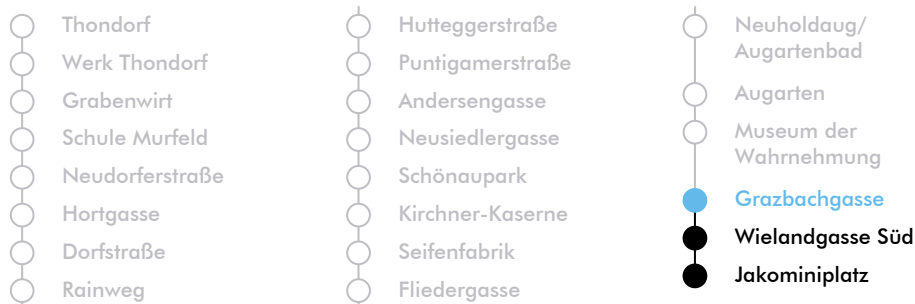 Thondorf
Werk Thondorf
Grabenwirt
Schule Murfeld
Neudorferstraße
Hortgasse
Dorfstraße
Rainweg
Hutteggerstraße
Puntigamerstraße
Andersengasse
Neusiedlergasse
Schönaupark
Kirchner-Kaserne
Seifenfabrik
Fliedergasse
Neuholdaug/
Augartenbad
Augarten
Museum der
Wahrnehmung
Grazbachgasse
Wielandgasse Süd
Jakominiplatz